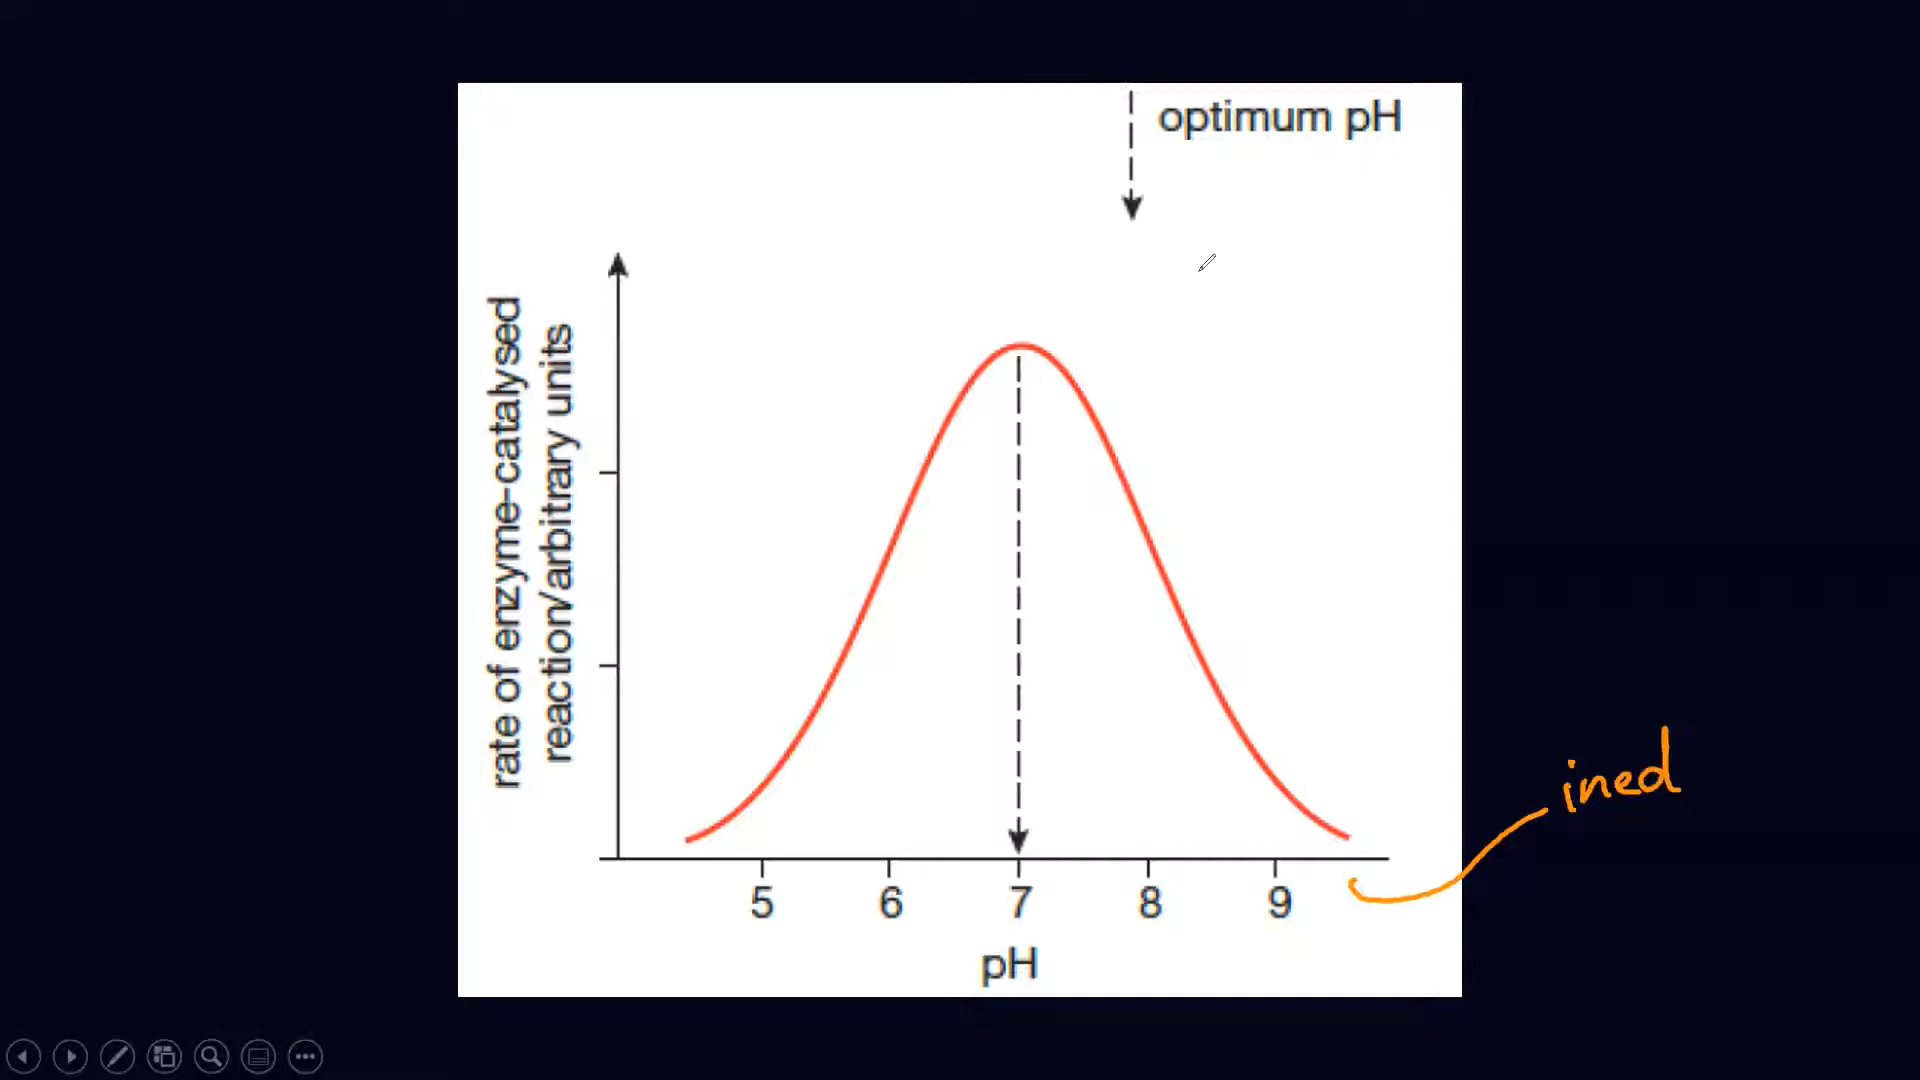 optimum pH
rate of enzyme-catalysed
reaction/arbitrary units
5 6 7 8 9
pH
ined